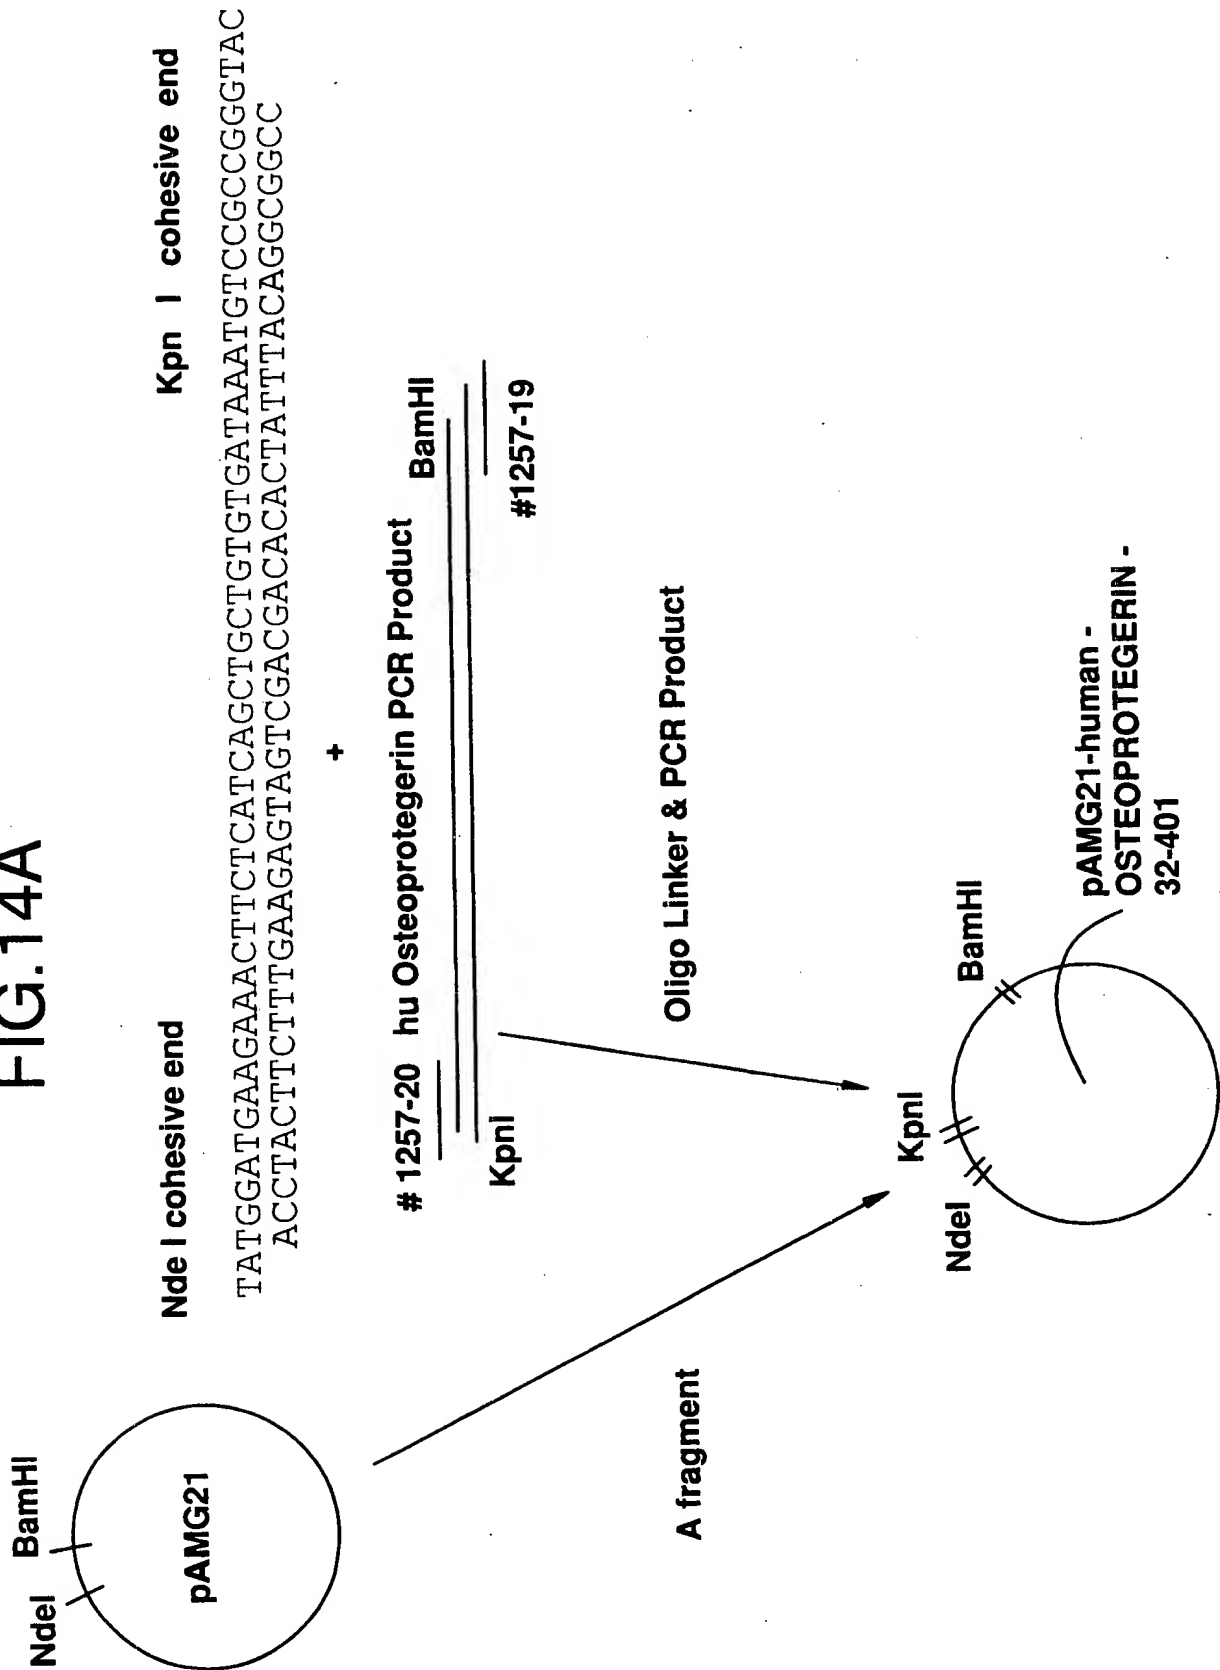 FIG.14A
NdeI
BamHI
pAMG21
Nde I cohesive end
Kpn I cohesive end
TATGGATGAAGAAACTTCTCATCAGCTGCTGTGTGATAAATGTCCGCCGGGTAC
ACCTACTTCTTTGAAGAGTAGTCGACGACACACTATTTACAGGCGGCC
+
# 1257-20 hu Osteoprotegerin PCR Product
BamHI
KpnI
#1257-19
A fragment
Oligo Linker & PCR Product
NdeI
KpnI
BamHI
pAMG21-human -
OSTEOPROTEGERIN -
32-401